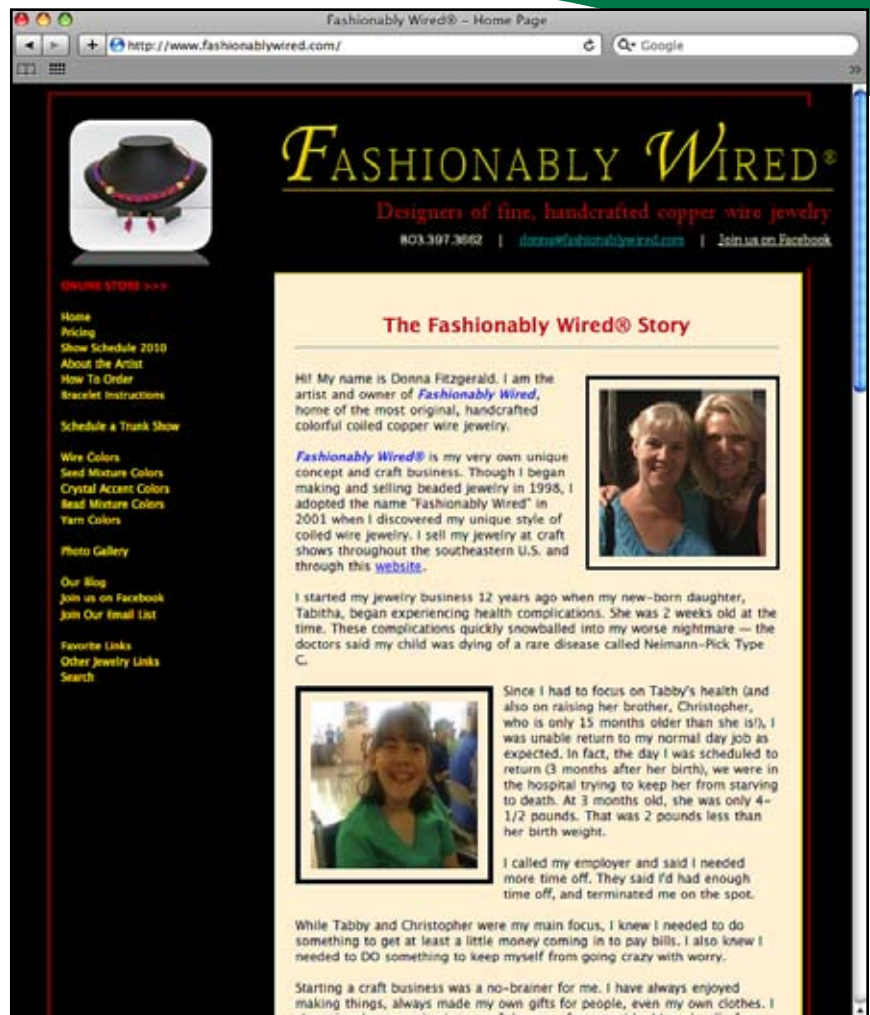 Fashionably Wired® – Home Page
http://www.fashionablywired.com/
Google
FASHIONABLY WIRED®
Designers of fine, handcrafted copper wire jewelry
803.397.3662 | donna@fashionablywired.com | Join us on Facebook
ONLINE STORE >>>
Home
Pricing
Show Schedule 2010
About the Artist
How To Order
Bracelet Instructions
Schedule a Trunk Show
Wire Colors
Seed Mixture Colors
Crystal Accent Colors
Bead Mixture Colors
Yarn Colors
Photo Gallery
Our Blog
Join us on Facebook
Join Our Email List
Favorite Links
Other Jewelry Links
Search
The Fashionably Wired® Story
Hi! My name is Donna Fitzgerald. I am the
artist and owner of Fashionably Wired,
home of the most original, handcrafted
colorful coiled copper wire jewelry.
Fashionably Wired® is my very own unique
concept and craft business. Though I began
making and selling beaded jewelry in 1998, I
adopted the name "Fashionably Wired" in
2001 when I discovered my unique style of
coiled wire jewelry. I sell my jewelry at craft
shows throughout the southeastern U.S. and
through this website.
I started my jewelry business 12 years ago when my new-born daughter,
Tabitha, began experiencing health complications. She was 2 weeks old at the
time. These complications quickly snowballed into my worse nightmare — the
doctors said my child was dying of a rare disease called Neimann-Pick Type
C.
Since I had to focus on Tabby's health (and
also on raising her brother, Christopher,
who is only 15 months older than she is!), I
was unable return to my normal day job as
expected. In fact, the day I was scheduled to
return (3 months after her birth), we were in
the hospital trying to keep her from starving
to death. At 3 months old, she was only 4-
1/2 pounds. That was 2 pounds less than
her birth weight.
I called my employer and said I needed
more time off. They said I'd had enough
time off, and terminated me on the spot.
While Tabby and Christopher were my main focus, I knew I needed to do
something to get at least a little money coming in to pay bills. I also knew I
needed to DO something to keep myself from going crazy with worry.
Starting a craft business was a no-brainer for me. I have always enjoyed
making things, always made my own gifts for people, even my own clothes. I